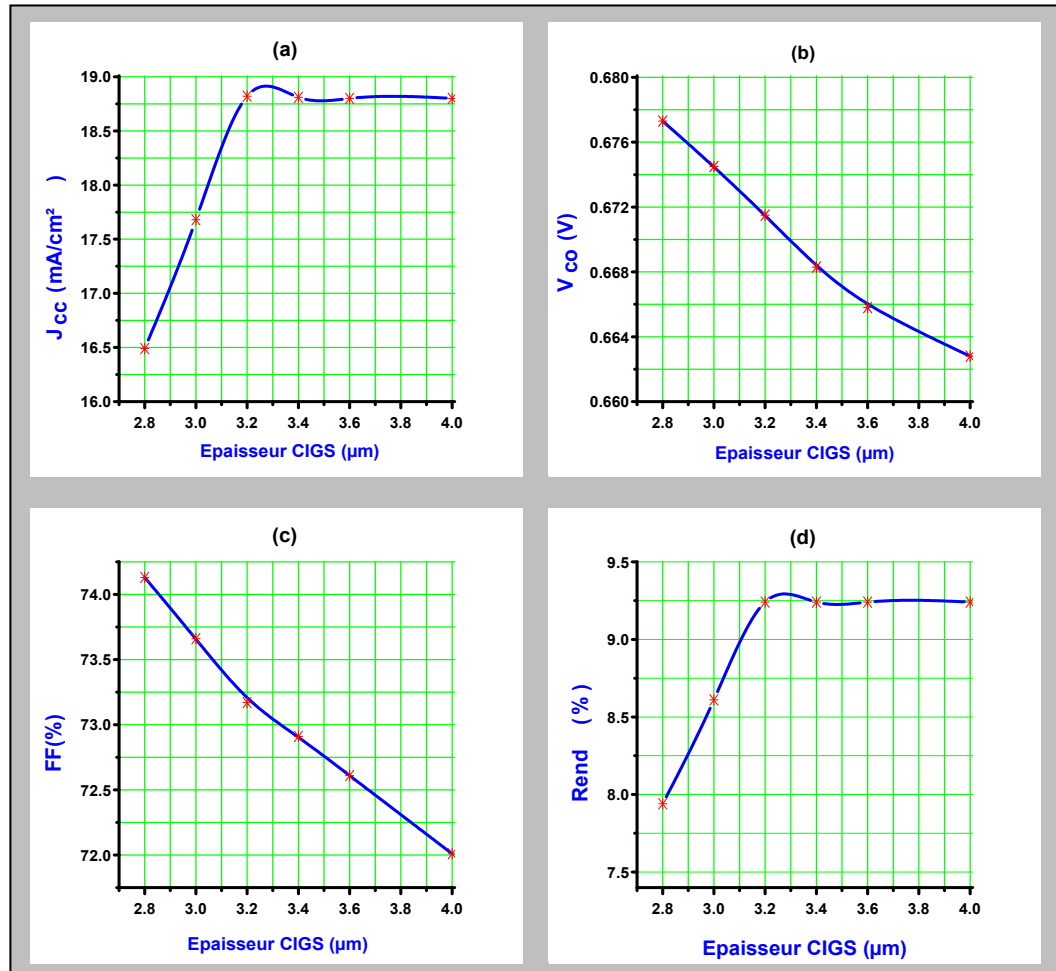 (a)
19.0
18.5
18.0
17.5
17.0
16.5
16.0
J cc ( mA/cm² )
2.8 3.0 3.2 3.4 3.6 3.8 4.0
Epaisseur CIGS (µm)
(b)
0.680
0.676
0.672
0.668
0.664
0.660
V co (V)
2.8 3.0 3.2 3.4 3.6 3.8 4.0
Epaisseur CIGS (µm)
(c)
74.0
73.5
73.0
72.5
72.0
FF(%)
2.8 3.0 3.2 3.4 3.6 3.8 4.0
Epaisseur CIGS (µm)
(d)
9.5
9.0
8.5
8.0
7.5
Rend ( % )
2.8 3.0 3.2 3.4 3.6 3.8 4.0
Epaisseur CIGS (µm)